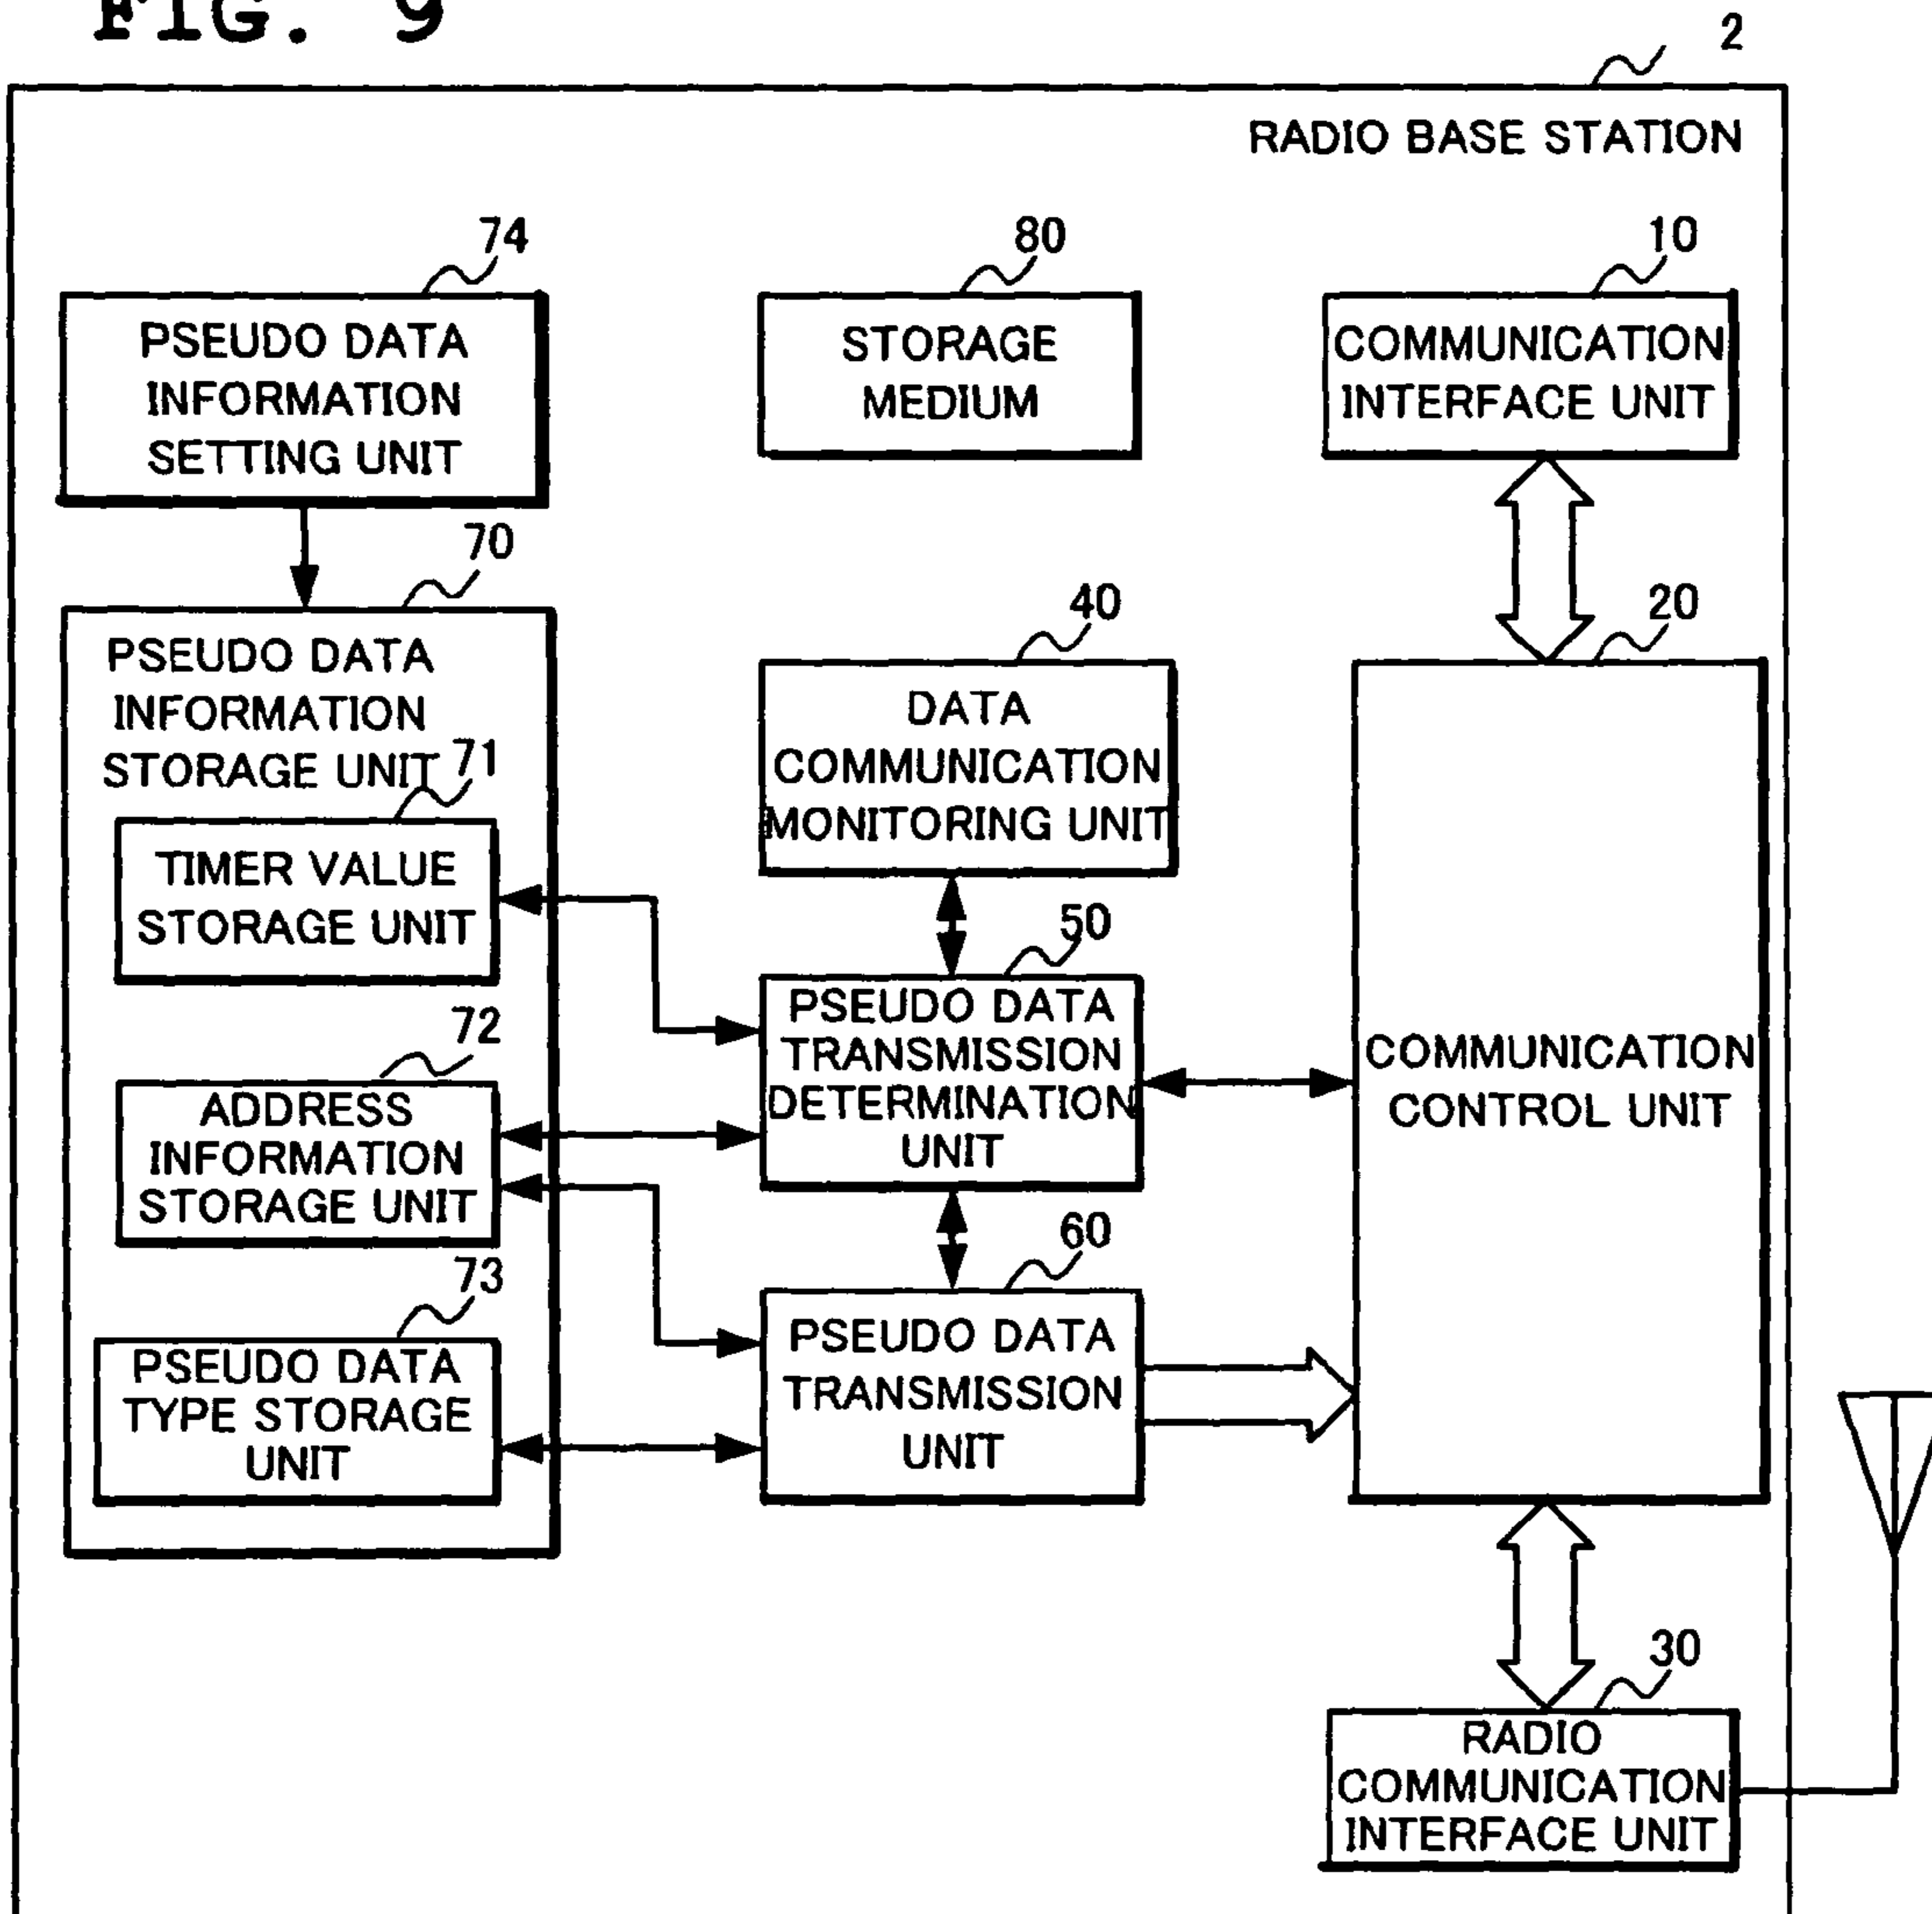 FIG. 9
2
RADIO BASE STATION
74
PSEUDO DATA
INFORMATION
SETTING UNIT
80
STORAGE
MEDIUM
10
COMMUNICATION
INTERFACE UNIT
70
PSEUDO DATA
INFORMATION
STORAGE UNIT
71
TIMER VALUE
STORAGE UNIT
72
ADDRESS
INFORMATION
STORAGE UNIT
73
PSEUDO DATA
TYPE STORAGE
UNIT
40
DATA
COMMUNICATION
MONITORING UNIT
50
PSEUDO DATA
TRANSMISSION
DETERMINATION
UNIT
60
PSEUDO DATA
TRANSMISSION
UNIT
20
COMMUNICATION
CONTROL UNIT
30
RADIO
COMMUNICATION
INTERFACE UNIT